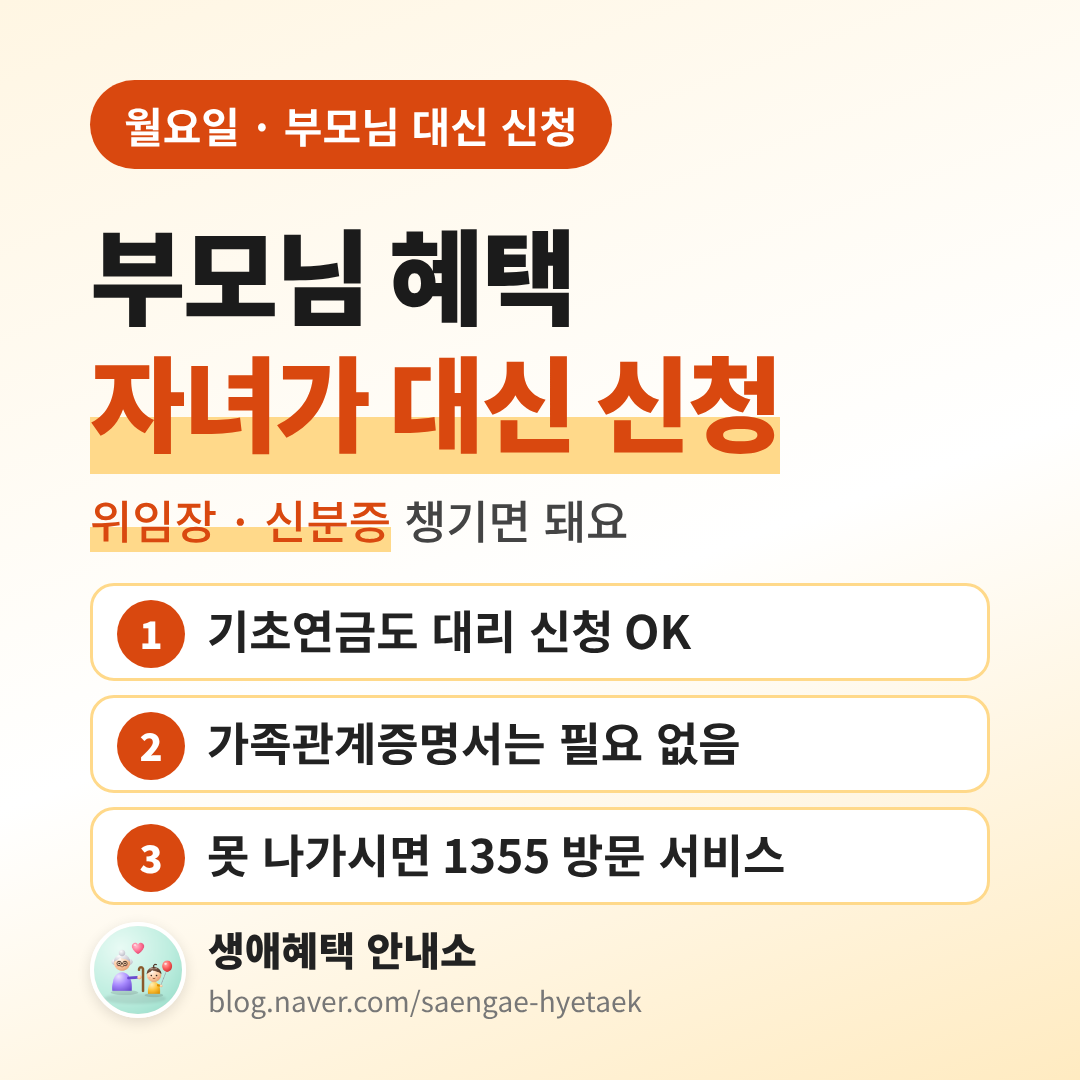 월요일 · 부모님 대신 신청
부모님 혜택
자녀가 대신 신청
위임장 · 신분증 챙기면 돼요
1 기초연금도 대리 신청 OK
2 가족관계증명서는 필요 없음
3 못 나가시면 1355 방문 서비스
생애혜택 안내소
blog.naver.com/saengae-hyetaek